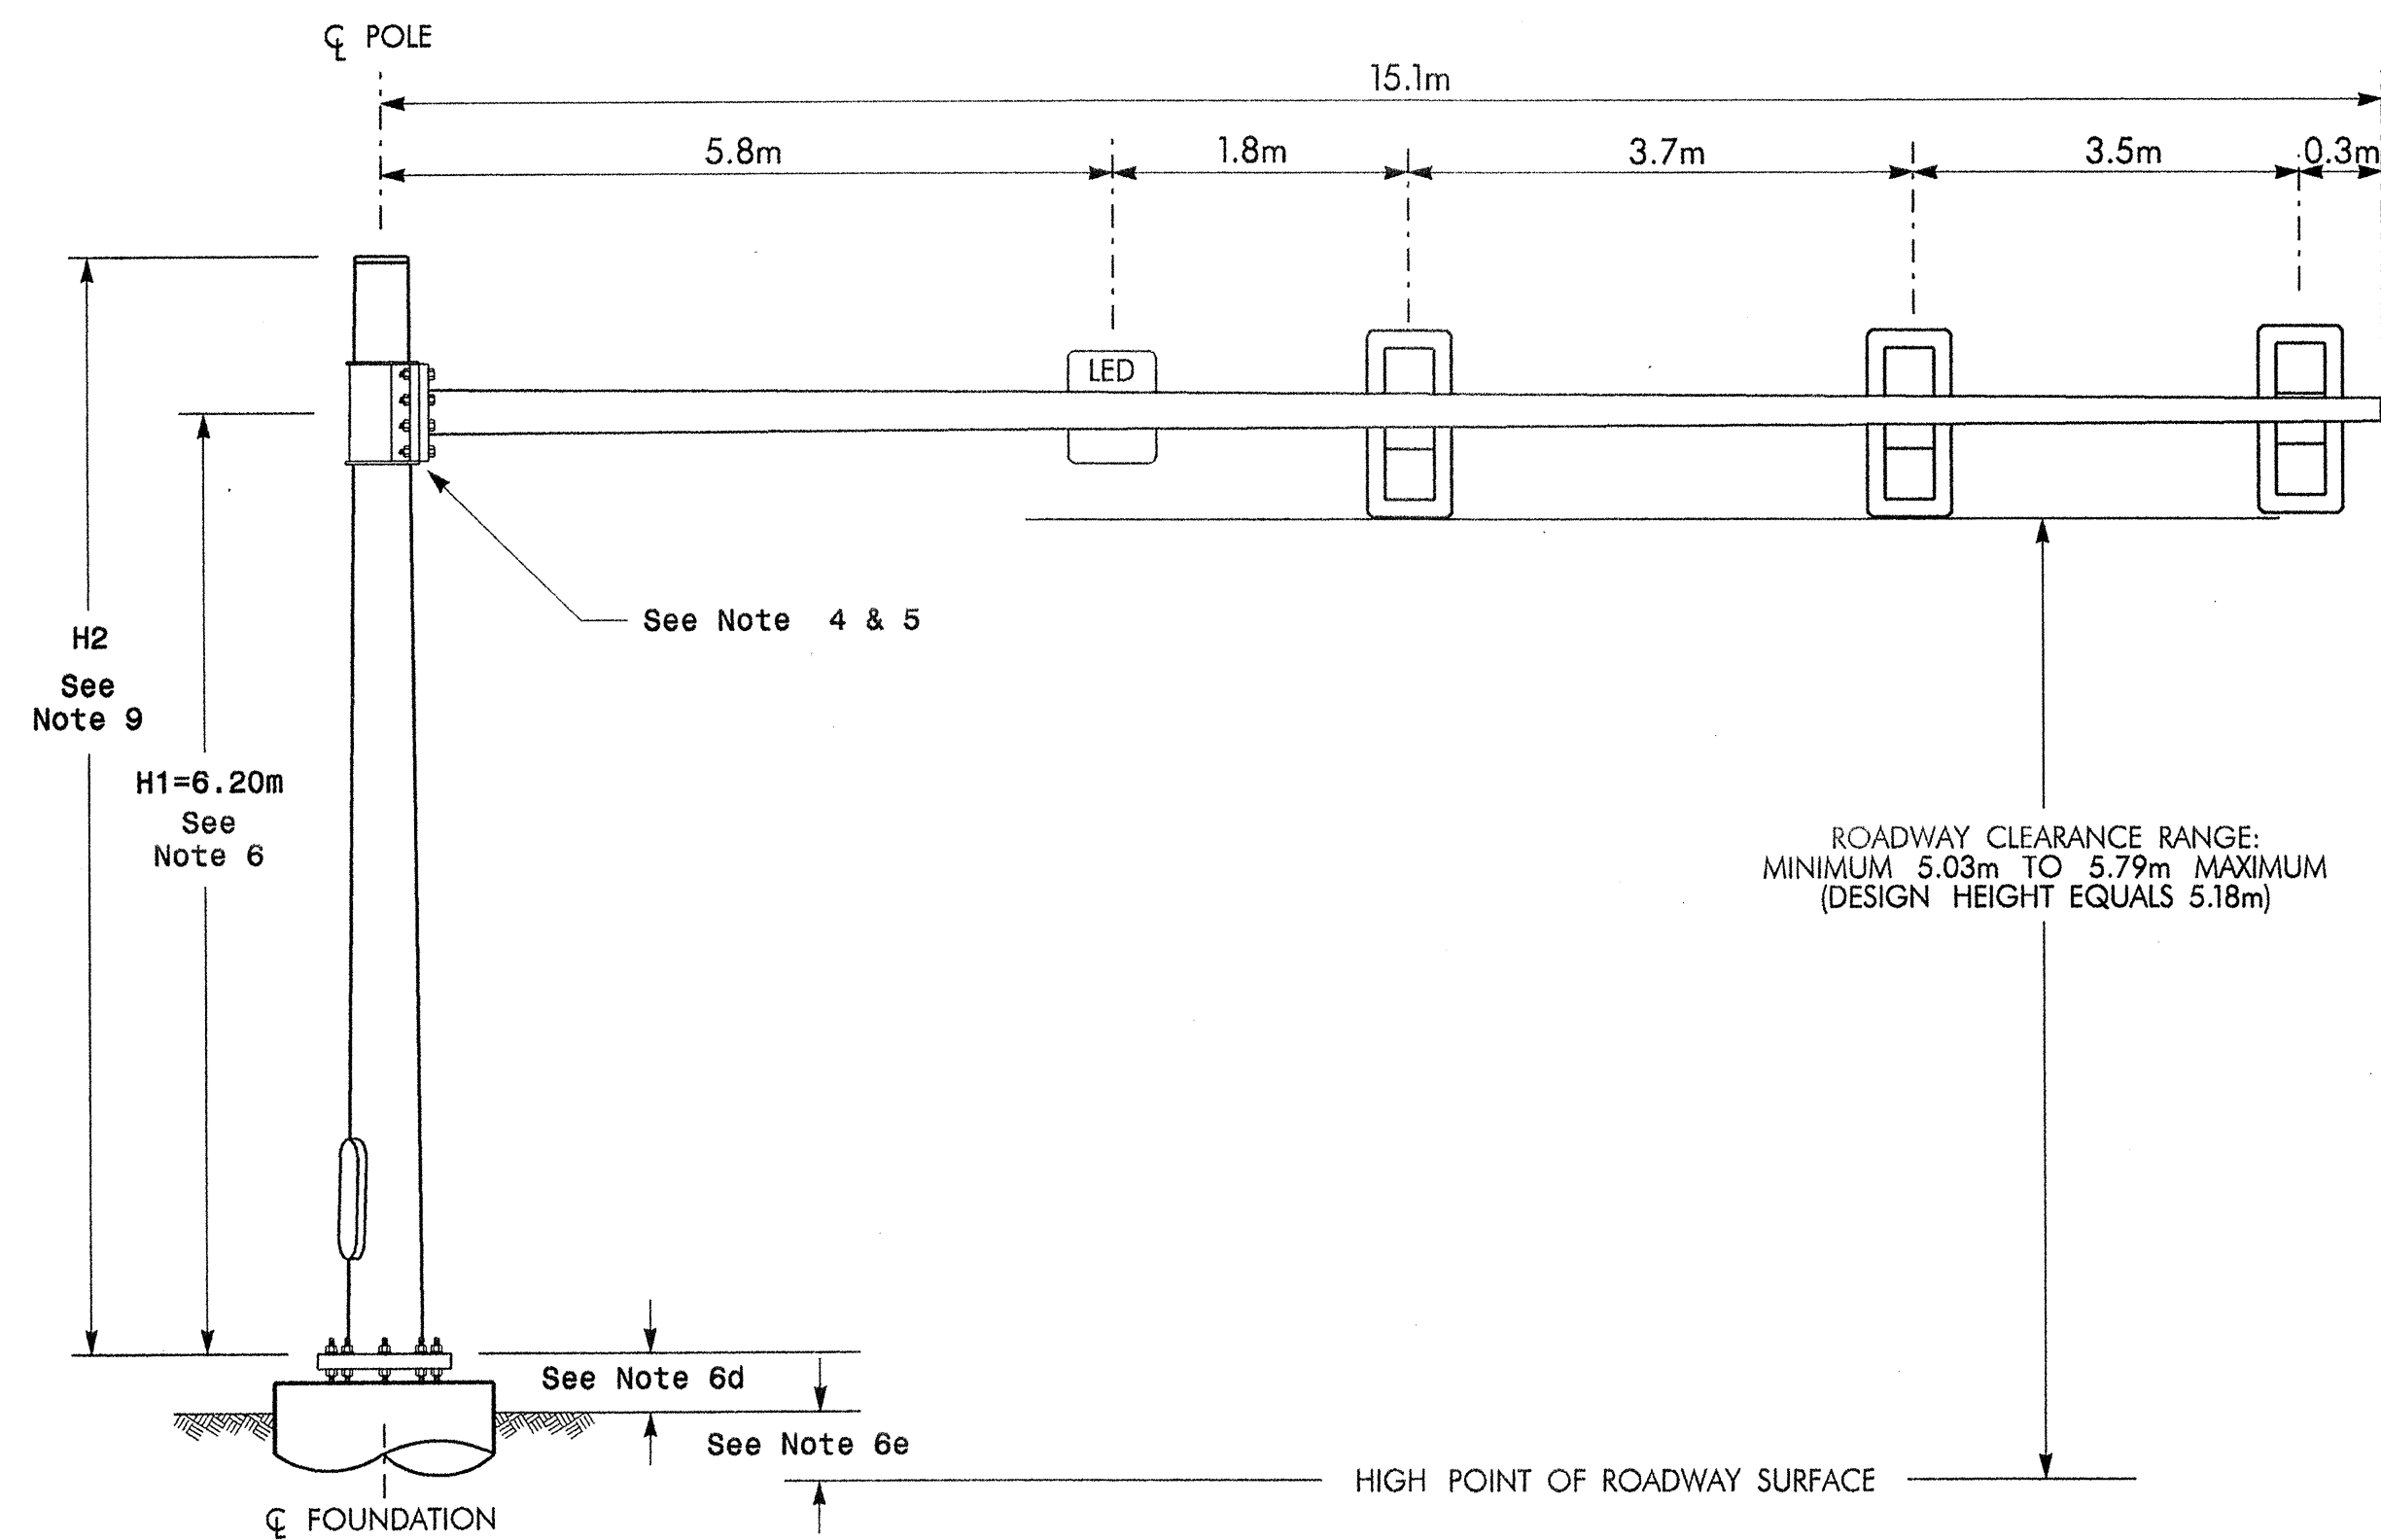 ℄ POLE
15.1m
5.8m
1.8m
3.7m
3.5m
0.3m
LED
See Note 4 & 5
H2
See
Note 9
H1=6.20m
See
Note 6
ROADWAY CLEARANCE RANGE:
MINIMUM 5.03m TO 5.79m MAXIMUM
(DESIGN HEIGHT EQUALS 5.18m)
See Note 6d
See Note 6e
HIGH POINT OF ROADWAY SURFACE
℄ FOUNDATION